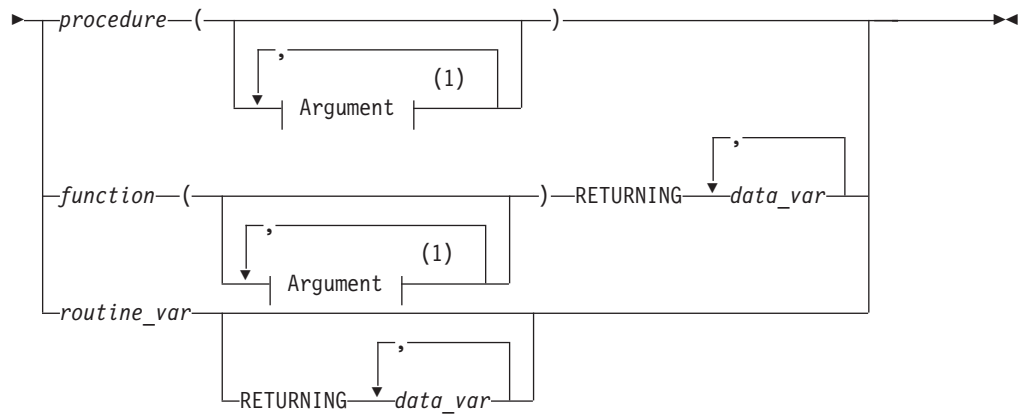 procedure ( )
,
(1)
Argument
,
function ( ) RETURNING data_var
,
(1)
Argument
routine_var
,
RETURNING data_var